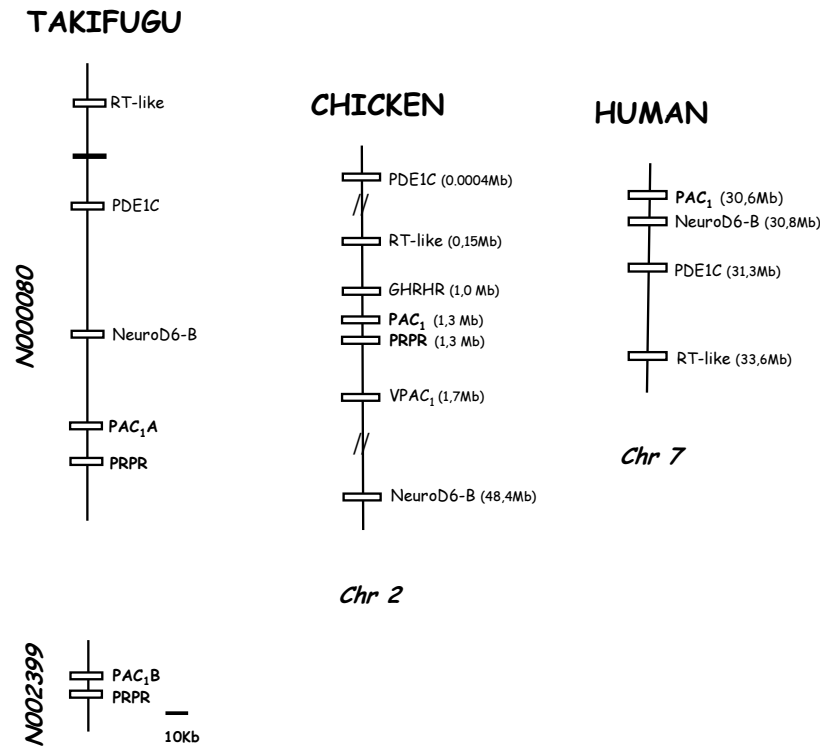 TAKIFUGU
RT-like
PDE1C
NeuroD6-B
PAC1A
PRPR
N000080
PAC1B
PRPR
N002399
10Kb
CHICKEN
PDE1C (0.0004Mb)
RT-like (0,15Mb)
GHRHR (1,0 Mb)
PAC1 (1,3 Mb)
PRPR (1,3 Mb)
VPAC1 (1,7Mb)
NeuroD6-B (48,4Mb)
Chr 2
HUMAN
PAC1 (30,6Mb)
NeuroD6-B (30,8Mb)
PDE1C (31,3Mb)
RT-like (33,6Mb)
Chr 7